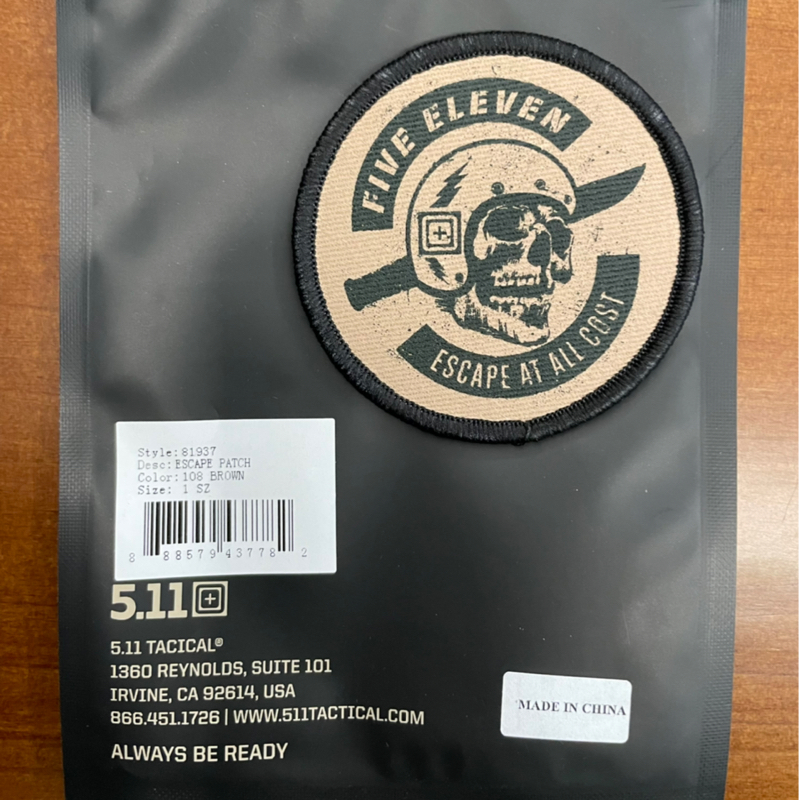 FIVE ELEVEN
ESCAPE AT ALL COST
Style: 81937
Desc: ESCAPE PATCH
Color: 108 BROWN
Size: 1 SZ
8 88579 43778 2
5.11
5.11 TACICAL®
1360 REYNOLDS, SUITE 101
IRVINE, CA 92614, USA
866.451.1726 | WWW.511TACTICAL.COM
ALWAYS BE READY
MADE IN CHINA